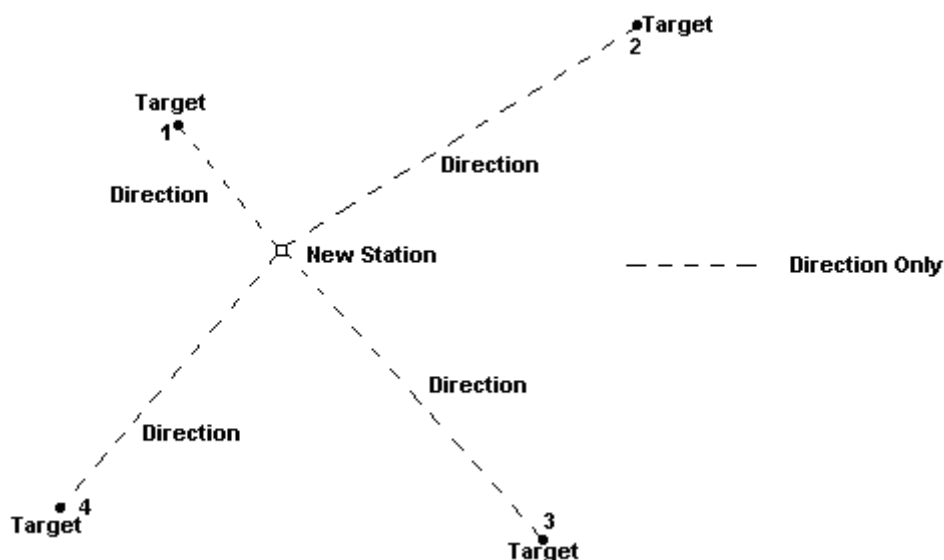 Target
2
Target
1
Direction
Direction
New Station
Direction Only
Direction
Direction
4
Target
3
Target